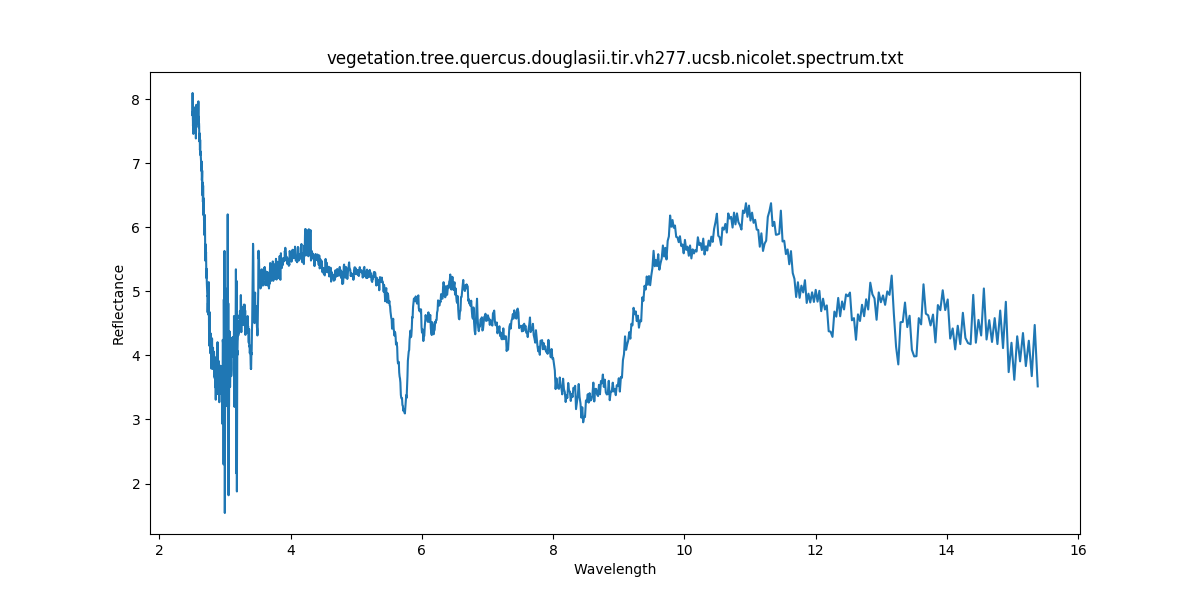 vegetation.tree.quercus.douglasii.tir.vh277.ucsb.nicolet.spectrum.txt
8
7
6
5
4
3
2
Reflectance
2 4 6 8 10 12 14 16
Wavelength